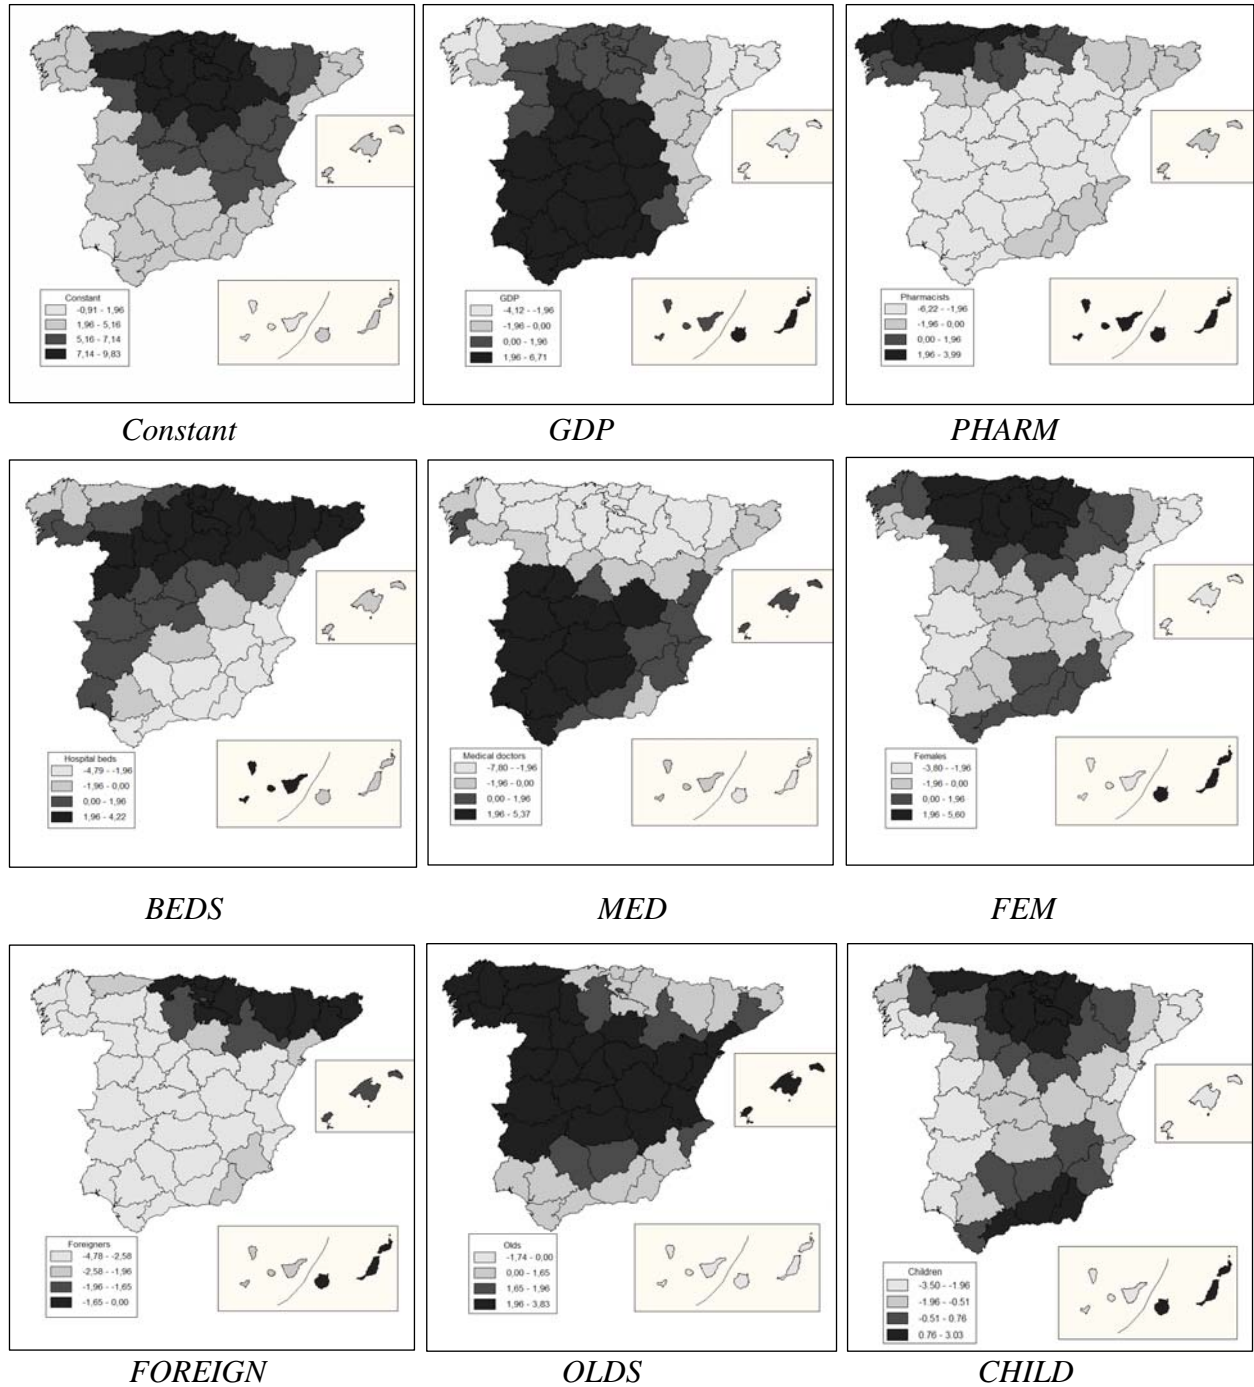 Constant
-0,91 - 1,96
1,96 - 5,16
5,16 - 7,14
7,14 - 9,83
GDP
-4,12 - -1,96
-1,96 - 0,00
0,00 - 1,96
1,96 - 6,71
Pharmacists
-6,22 - -1,96
-1,96 - 0,00
0,00 - 1,96
1,96 - 3,99
Constant
GDP
PHARM
Hospital beds
-4,79 - -1,96
-1,96 - 0,00
0,00 - 1,96
1,96 - 4,22
Medical doctors
-7,80 - -1,96
-1,96 - 0,00
0,00 - 1,96
1,96 - 5,37
Females
-3,80 - -1,96
-1,96 - 0,00
0,00 - 1,96
1,96 - 5,60
BEDS
MED
FEM
Foreigners
-4,78 - -2,58
-2,58 - -1,96
-1,96 - -1,65
-1,65 - 0,00
Olds
-1,74 - 0,00
0,00 - 1,65
1,65 - 1,96
1,96 - 3,83
Children
-3.50 - -1.96
-1.96 - -0.51
-0.51 - 0.76
0.76 - 3.03
FOREIGN
OLDS
CHILD